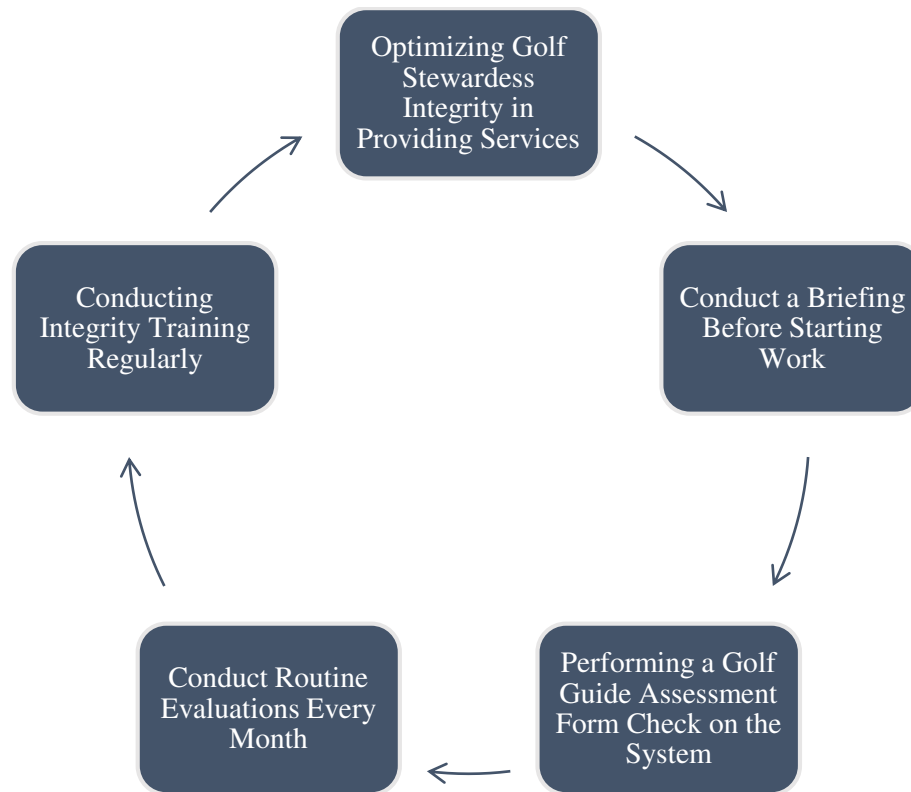 Optimizing Golf
Stewardess
Integrity in
Providing Services
Conduct a Briefing
Before Starting
Work
Performing a Golf
Guide Assessment
Form Check on the
System
Conduct Routine
Evaluations Every
Month
Conducting
Integrity Training
Regularly